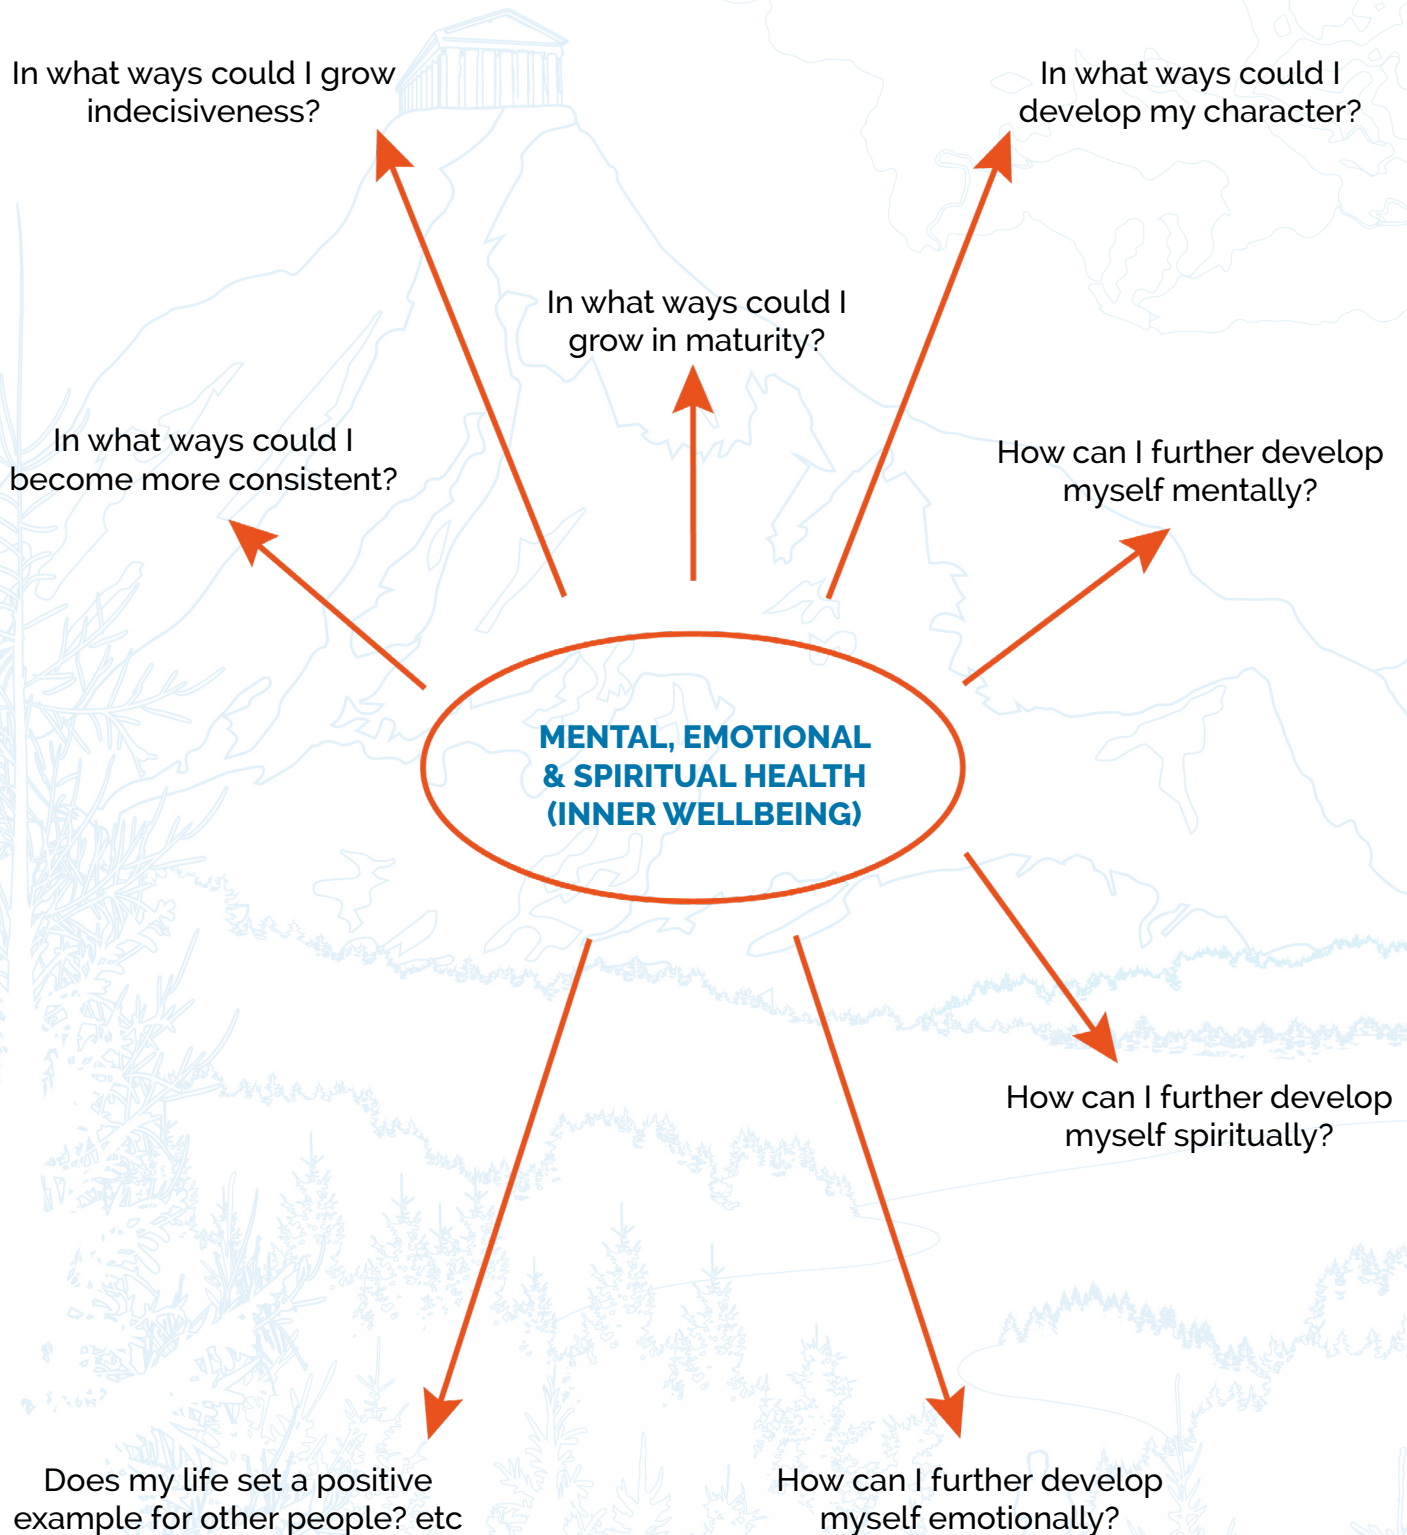 In what ways could I grow
indecisiveness?
In what ways could I
develop my character?
In what ways could I
grow in maturity?
In what ways could I
become more consistent?
How can I further develop
myself mentally?
MENTAL, EMOTIONAL
& SPIRITUAL HEALTH
(INNER WELLBEING)
How can I further develop
myself spiritually?
Does my life set a positive
example for other people? etc
How can I further develop
myself emotionally?